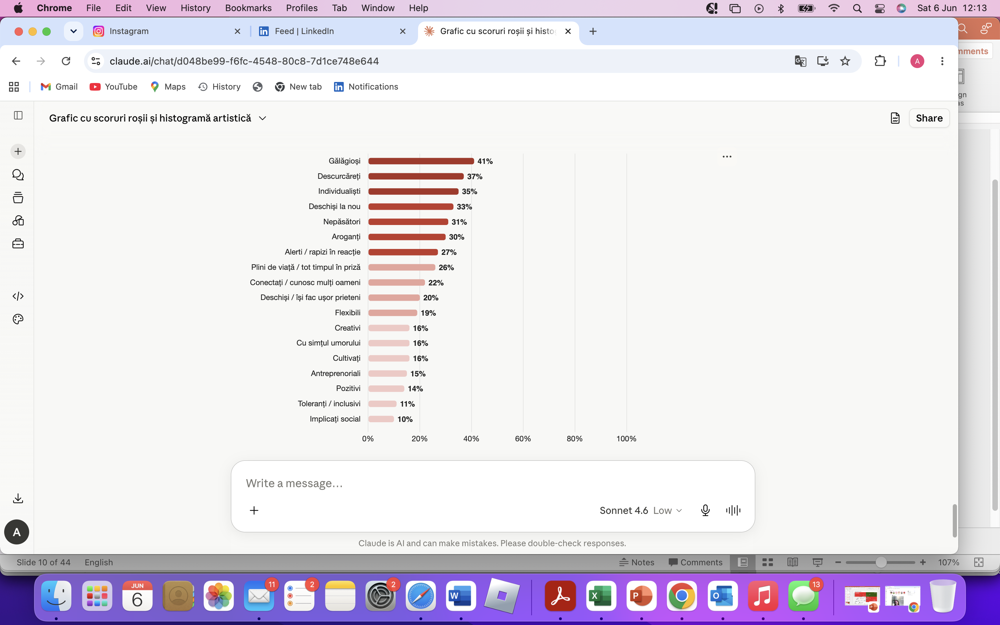 Chrome File Edit View History Bookmarks Profiles Tab Window Help Sat 6 Jun 12:13
Instagram Feed | LinkedIn Grafic cu scoruri roșii și histo
claude.ai/chat/d048be99-f6fc-4548-80c8-7d1ce748e644 A
mments
Gmail YouTube Maps History New tab Notifications
gn
as
Grafic cu scoruri roșii și histogramă artistică Share
Gălăgioși 41%
Descurcăreți 37%
Individualiști 35%
Deschiși la nou 33%
Nepăsători 31%
Aroganți 30%
Alerti / rapizi în reacție 27%
Plini de viață / tot timpul în priză 26%
Conectați / cunosc mulți oameni 22%
Deschiși / își fac ușor prieteni 20%
Flexibili 19%
Creativi 16%
Cu simțul umorului 16%
Cultivați 16%
Antreprenoriali 15%
Pozitivi 14%
Toleranți / inclusivi 11%
Implicați social 10%
0% 20% 40% 60% 80% 100%
Write a message...
Sonnet 4.6 Low
A
Claude is AI and can make mistakes. Please double-check responses.
Slide 10 of 44 English Notes Comments 107%
JUN 11 2 2 13
6